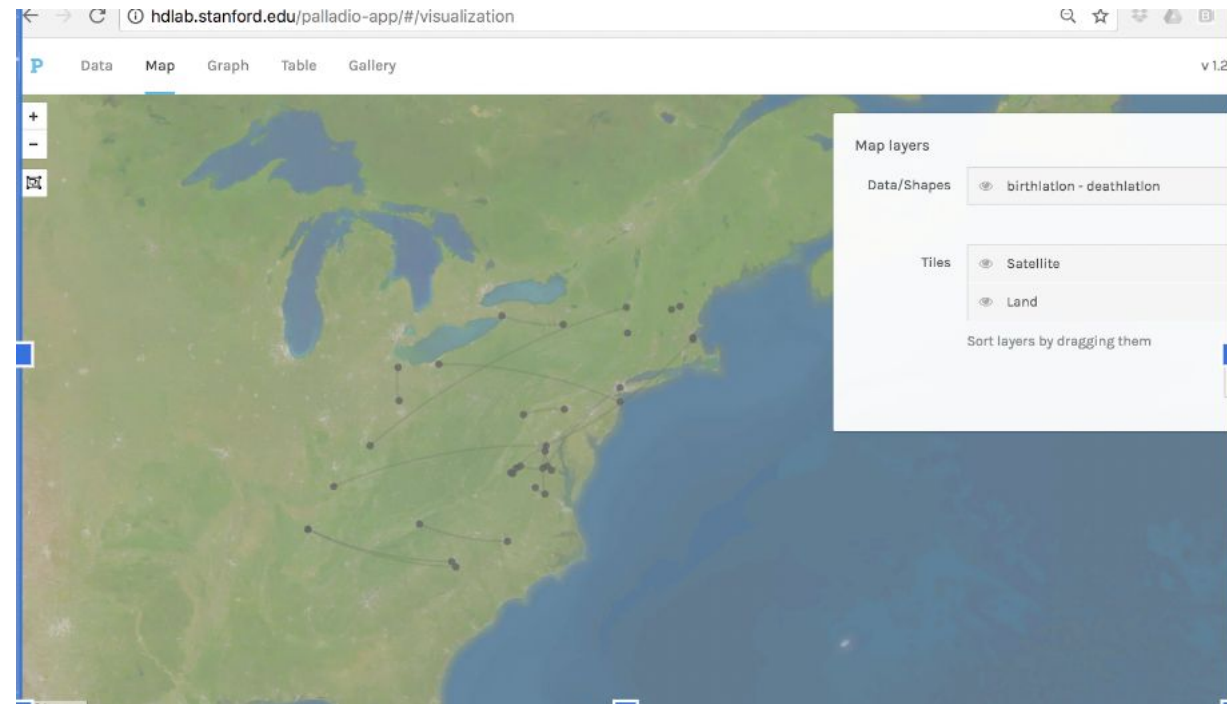 hdlab.stanford.edu/palladio-app/#/visualization
P Data Map Graph Table Gallery v 1.2
+
-
Map layers
Data/Shapes birthlatlon - deathlatlon
Tiles Satellite
Land
Sort layers by dragging them